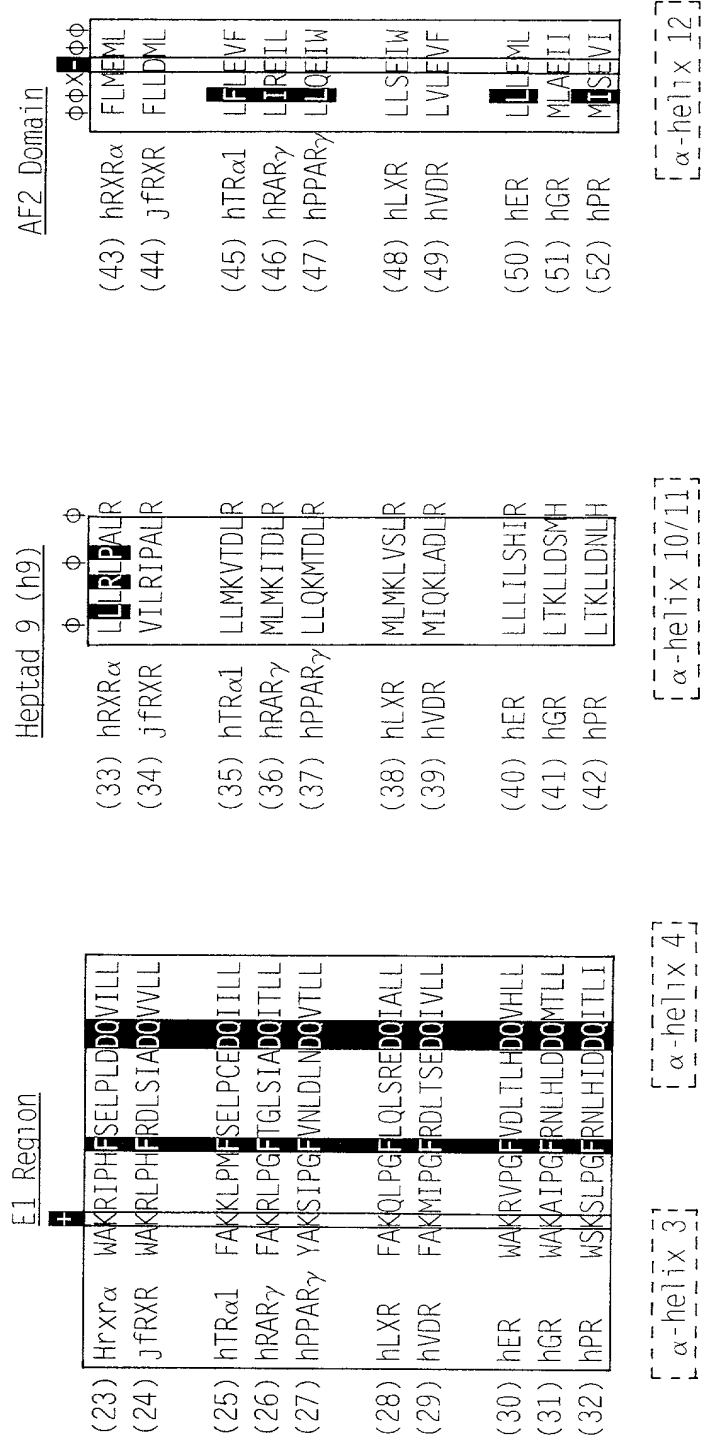 E1 Region
+
(23) Hrxrα WAKRIPHFSELPLDDQVILL
(24) jfRXR WAKRLPHFRDLSIADQVVLL
(25) hTRα1 FAKKLPMFSELPCEDQIILL
(26) hRARγ FAKRLPGFTGLSIADQITLL
(27) hPPARγ YAKSIPGFVNLDLNDQVTLL
(28) hLXR FAKQLPGFLQLSREDQIALL
(29) hVDR FAKMIPGFRDLTSEDQIVLL
(30) hER WAKRVPGFVDLTLHDQVHLL
(31) hGR WAKAIPGFRNLHLDDQMTLL
(32) hPR WSKSLPGFRNLHIDDQITLI
α-helix 3
α-helix 4
Heptad 9 (h9)
Φ Φ Φ
(33) hRXRα LLLRLPALR
(34) jfRXR VILRIPALR
(35) hTRα1 LLMKVTDLR
(36) hRARγ MLMKITDLR
(37) hPPARγ LLQKMTDLR
(38) hLXR MLMKLVSLR
(39) hVDR MIQKLADLR
(40) hER LLLILSHIR
(41) hGR LTKLLDSMH
(42) hPR LTKLLDNLH
α-helix 10/11
AF2 Domain
ΦΦX-ΦΦ
(43) hRXRα FLMEML
(44) jfRXR FLLDML
(45) hTRα1 LFLEVF
(46) hRARγ LIREIL
(47) hPPARγ LLQEIW
(48) hLXR LLSEIW
(49) hVDR LVLEVF
(50) hER LLLEML
(51) hGR MLAEII
(52) hPR MISEVI
α-helix 12